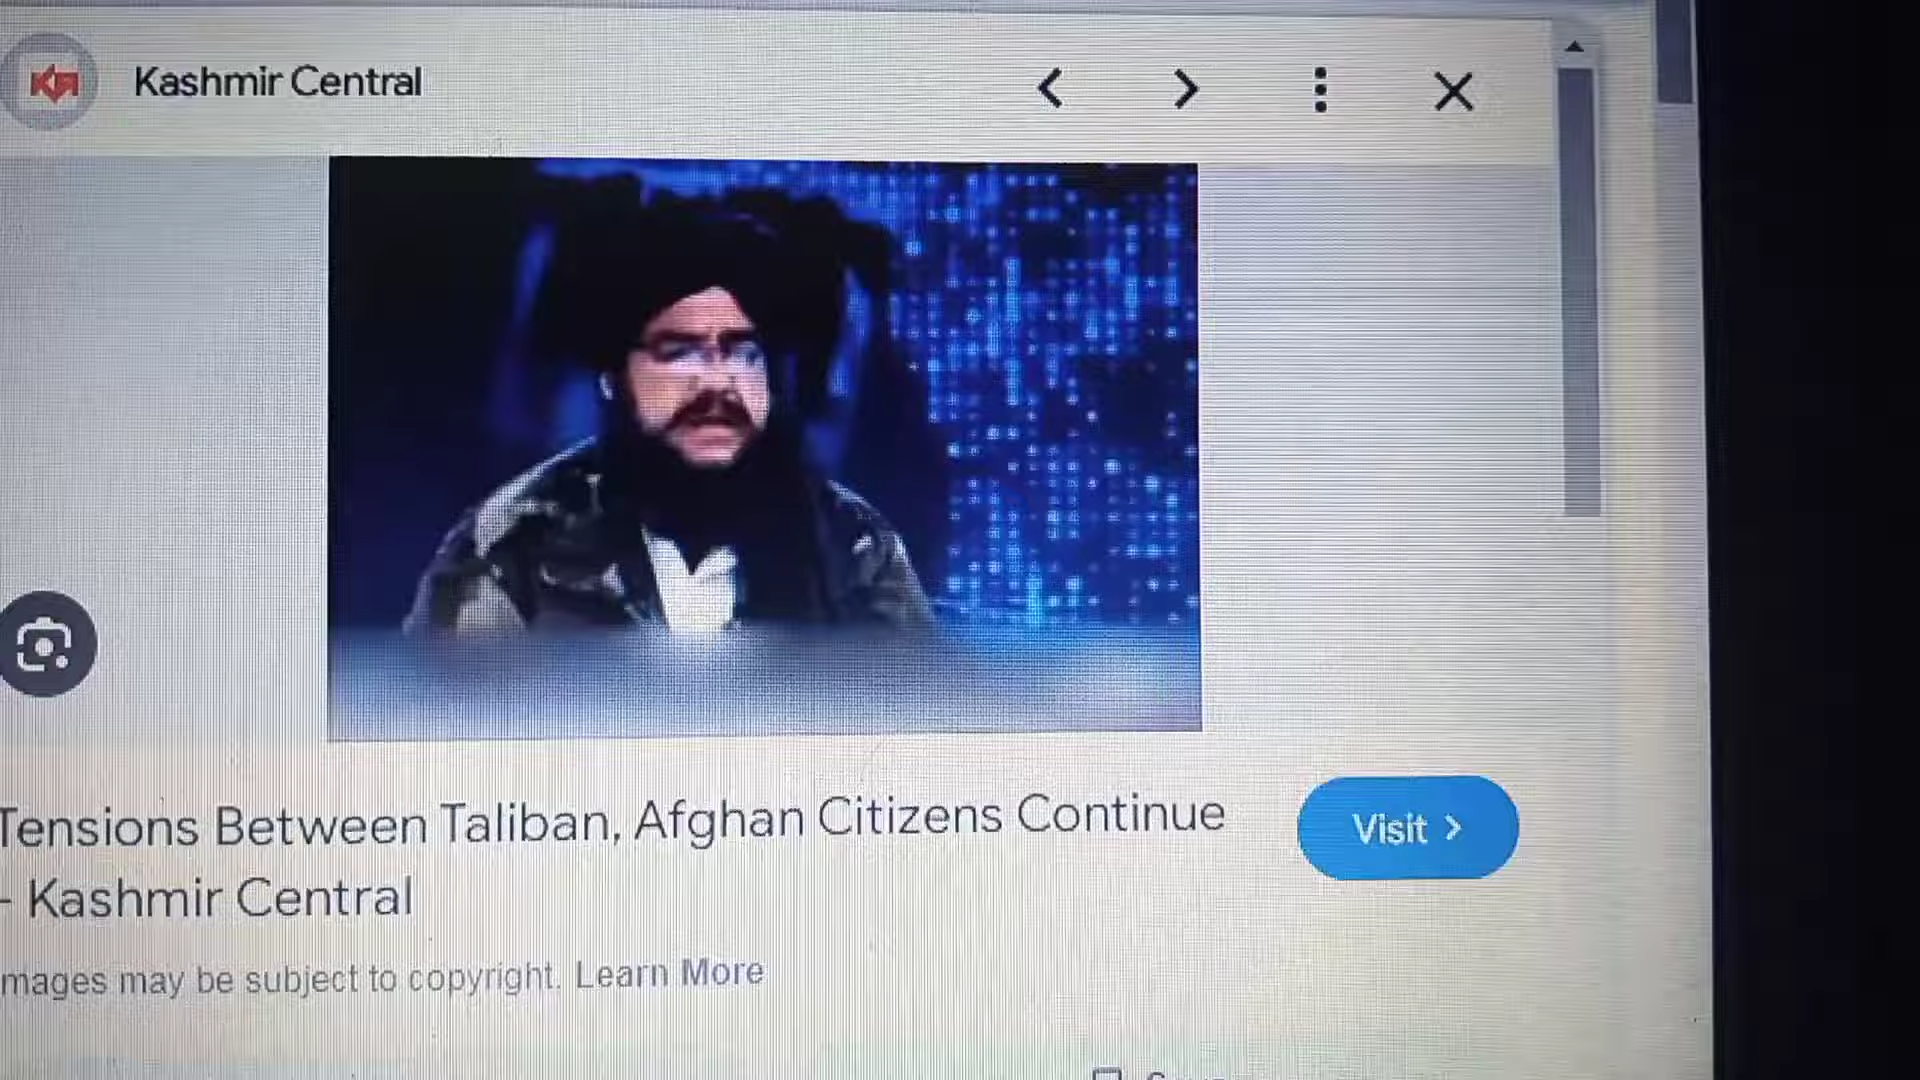 Kashmir Central
Tensions Between Taliban, Afghan Citizens Continue
- Kashmir Central
Visit >
mages may be subject to copyright. Learn More